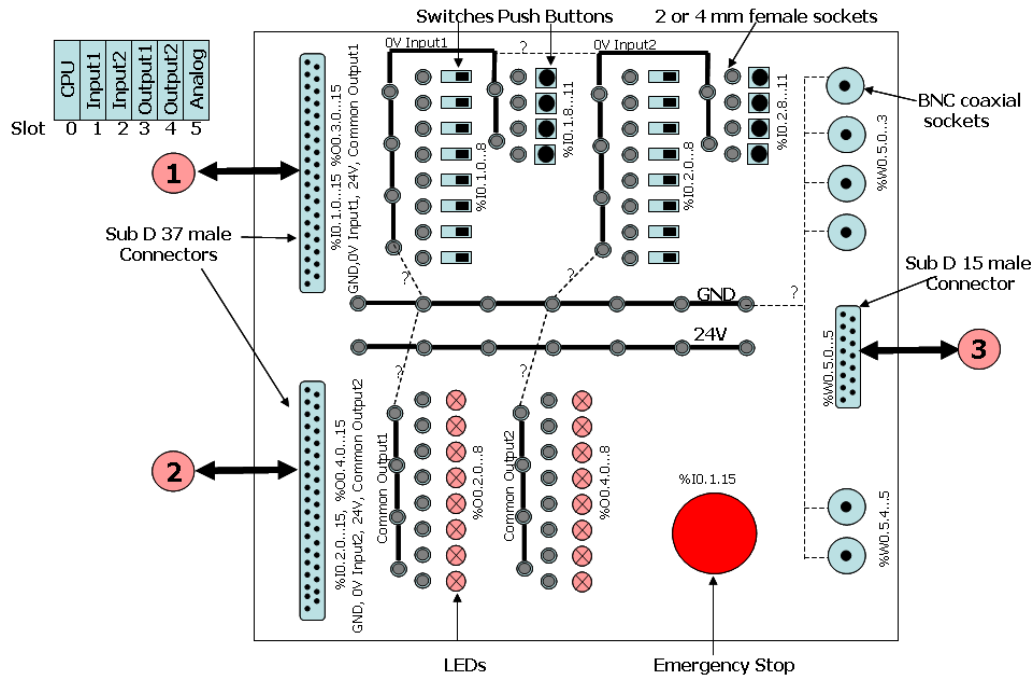 Switches Push Buttons
2 or 4 mm female sockets
CPU
Input1
Input2
Output1
Output2
Analog
Slot 0 1 2 3 4 5
0V Input1
?
0V Input2
BNC coaxial
sockets
1
%I0.1.0...15 %O0.3.0...15
GND,0V Input1, 24V, Common Output1
%I0.1.0...8
%I0.1.8...11
%I0.2.0...8
%I0.2.8...11
%W0.5.0...3
Sub D 37 male
Connectors
Sub D 15 male
Connector
?
?
?
GND
24V
%W0.5.0...5
3
?
?
2
%I0.2.0...15, %O0.4.0...15
GND, 0V Input2, 24V, Common Output2
Common Output1
%O0.2.0...8
Common Output2
%O0.4.0...8
%I0.1.15
%W0.5.4..5
LEDs
Emergency Stop